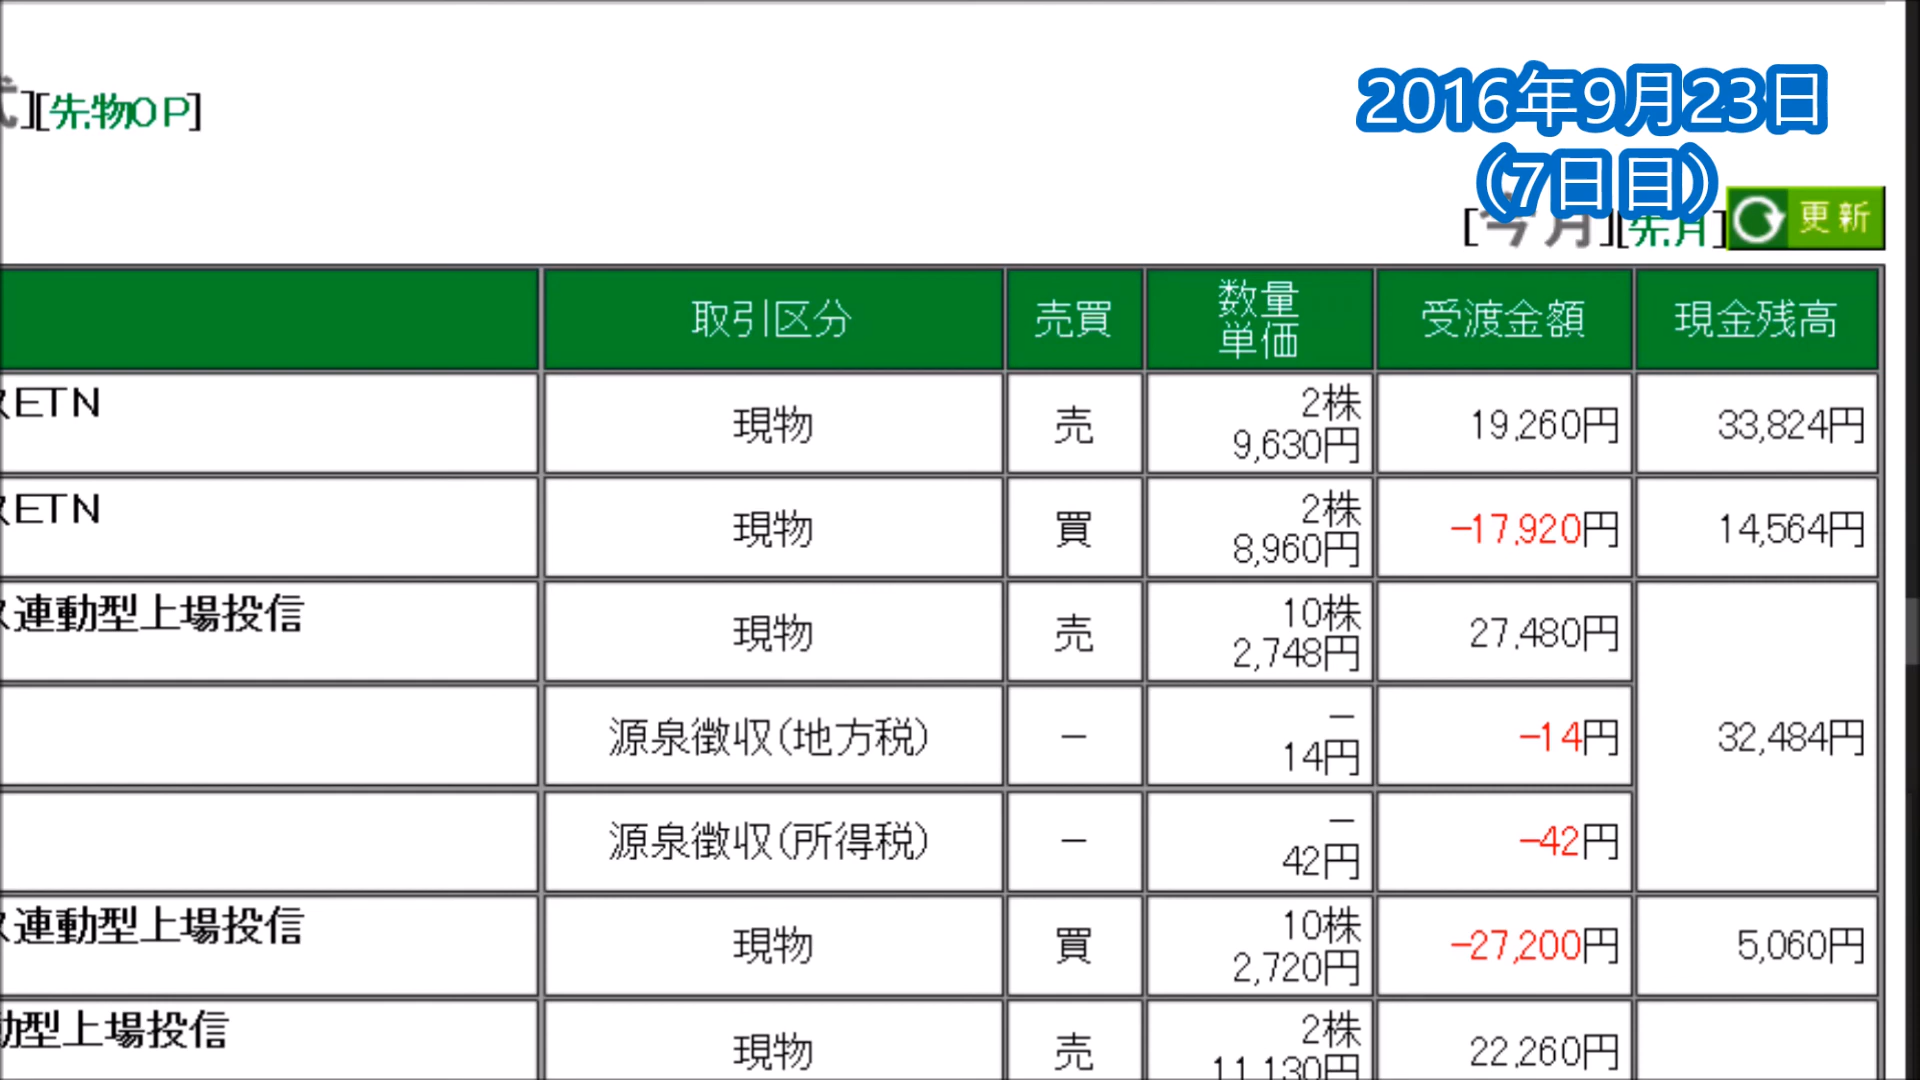 2016年9月23日
][先物OP]
(7日目)
[今月][先月]
更新
取引区分
売買
数量
単価
受渡金額
現金残高
ETN
現物
売
2株
9,630円
19,260円
33,824円
ETN
現物
買
2株
8,960円
-17,920円
14,564円
連動型上場投信
現物
売
10株
2,748円
27,480円
源泉徴収(地方税)
-
-
14円
-14円
32,484円
源泉徴収(所得税)
-
-
42円
-42円
連動型上場投信
現物
買
10株
2,720円
-27,200円
5,060円
動型上場投信
現物
売
2株
11,130円
22,260円